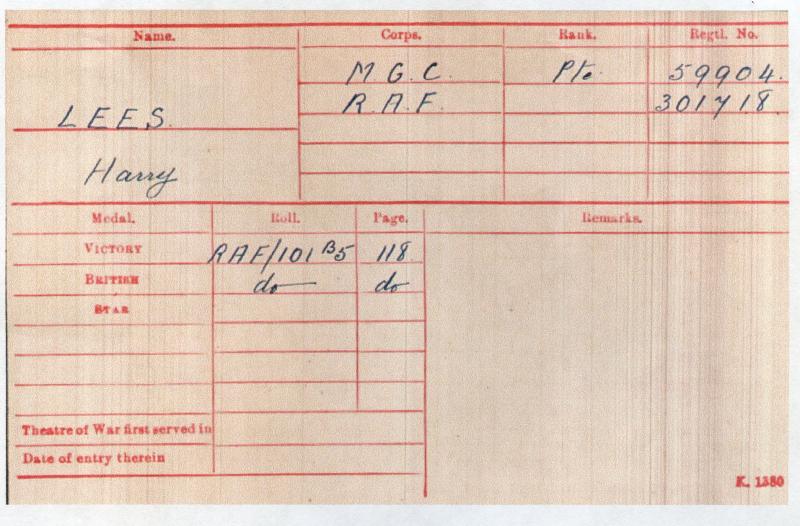 Name. Corps. Rank. Regtl. No.
M.G.C. Pte. 59904.
LEES. R.A.F. 301718.
Harry
Medal. Roll. Page. Remarks.
VICTORY RAF/101 B5 118
BRITISH do do
STAR
Theatre of War first served in
Date of entry therein
K. 1380